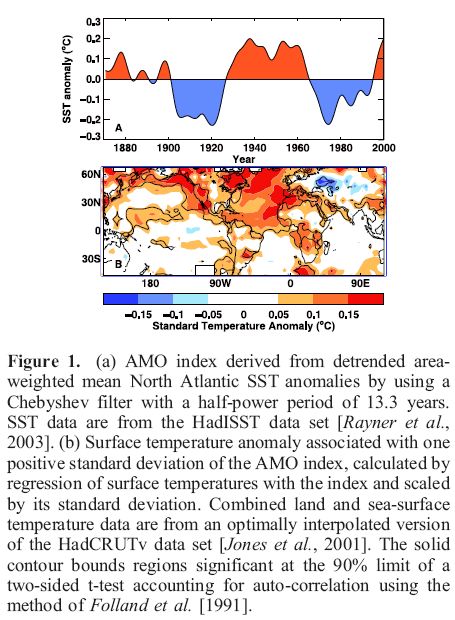 SST anomaly (°C)
0.3
0.2
0.1
0.0
−0.1
−0.2
−0.3
A
1880 1900 1920 1940 1960 1980 2000
Year
60N
30N
0
30S
B
180 90W 0 90E
−0.15 −0.1 −0.05 0 0.05 0.1 0.15
Standard Temperature Anomaly (°C)
Figure 1. (a) AMO index derived from detrended area-
weighted mean North Atlantic SST anomalies by using a
Chebyshev filter with a half-power period of 13.3 years.
SST data are from the HadISST data set [Rayner et al.,
2003]. (b) Surface temperature anomaly associated with one
positive standard deviation of the AMO index, calculated by
regression of surface temperatures with the index and scaled
by its standard deviation. Combined land and sea-surface
temperature data are from an optimally interpolated version
of the HadCRUTv data set [Jones et al., 2001]. The solid
contour bounds regions significant at the 90% limit of a
two-sided t-test accounting for auto-correlation using the
method of Folland et al. [1991].